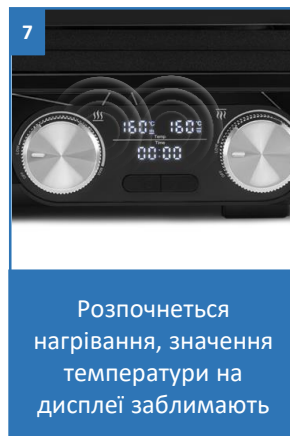 7
160°C 160°C
Temp
Time
00:00
Розпочнеться
нагрівання, значення
температури на
дисплеї заблимають